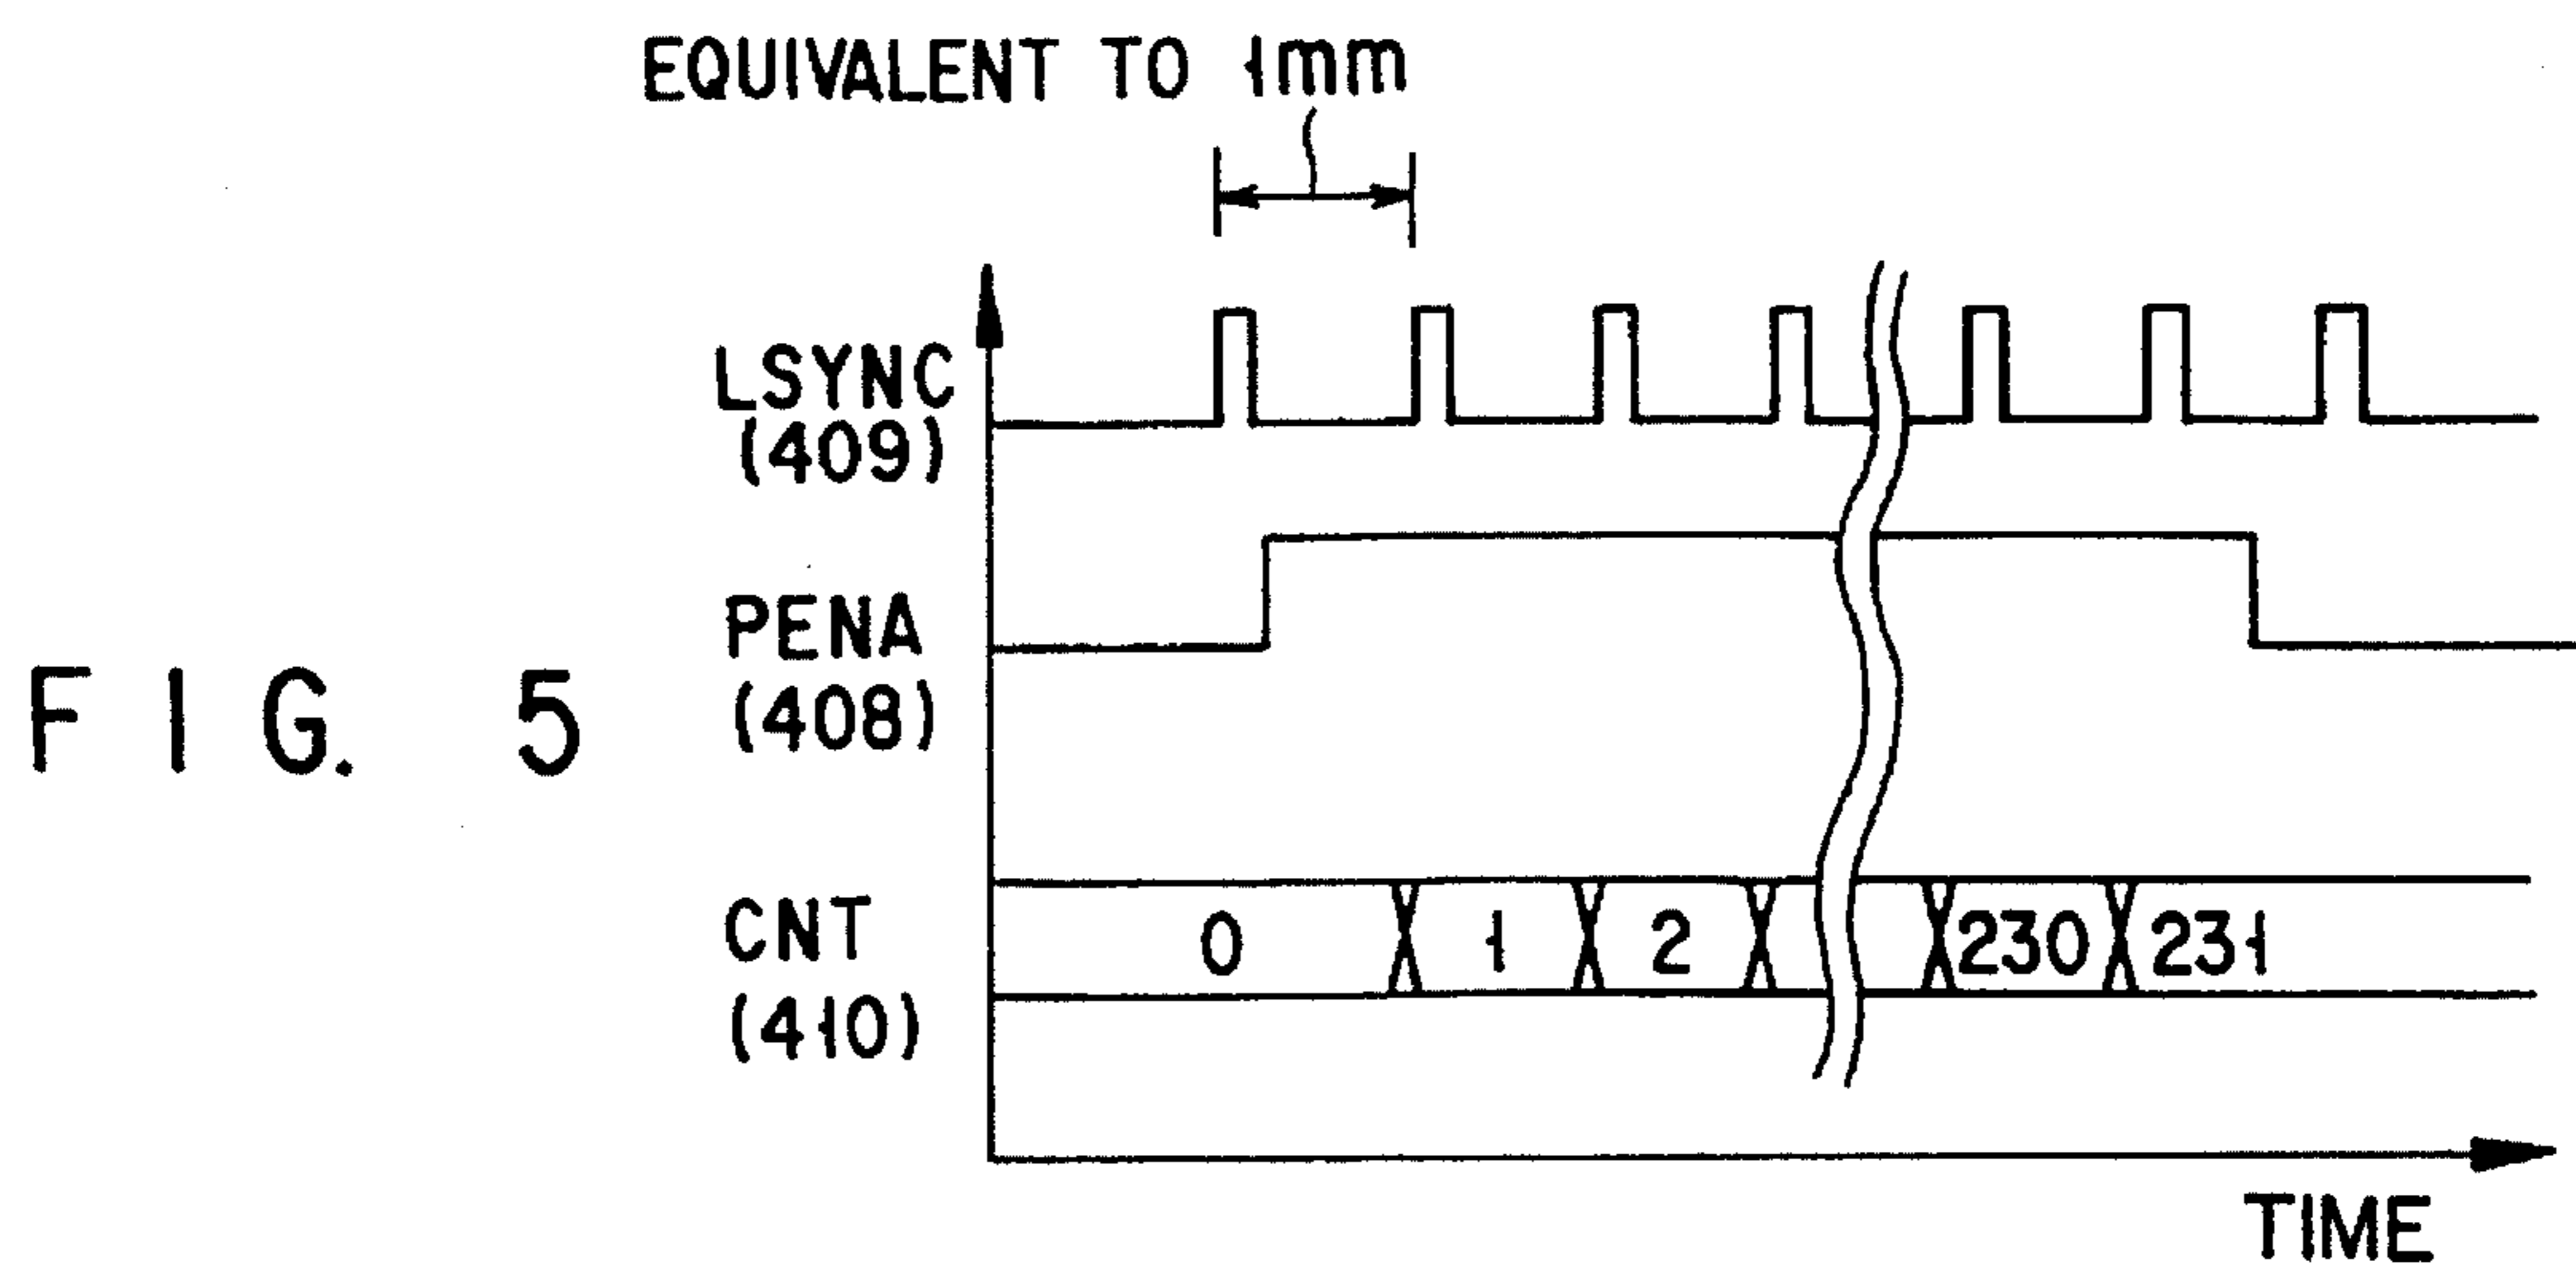 EQUIVALENT TO 1mm
LSYNC
(409)
PENA
(408)
FIG. 5
CNT
(410)
0 1 2 230 231
TIME